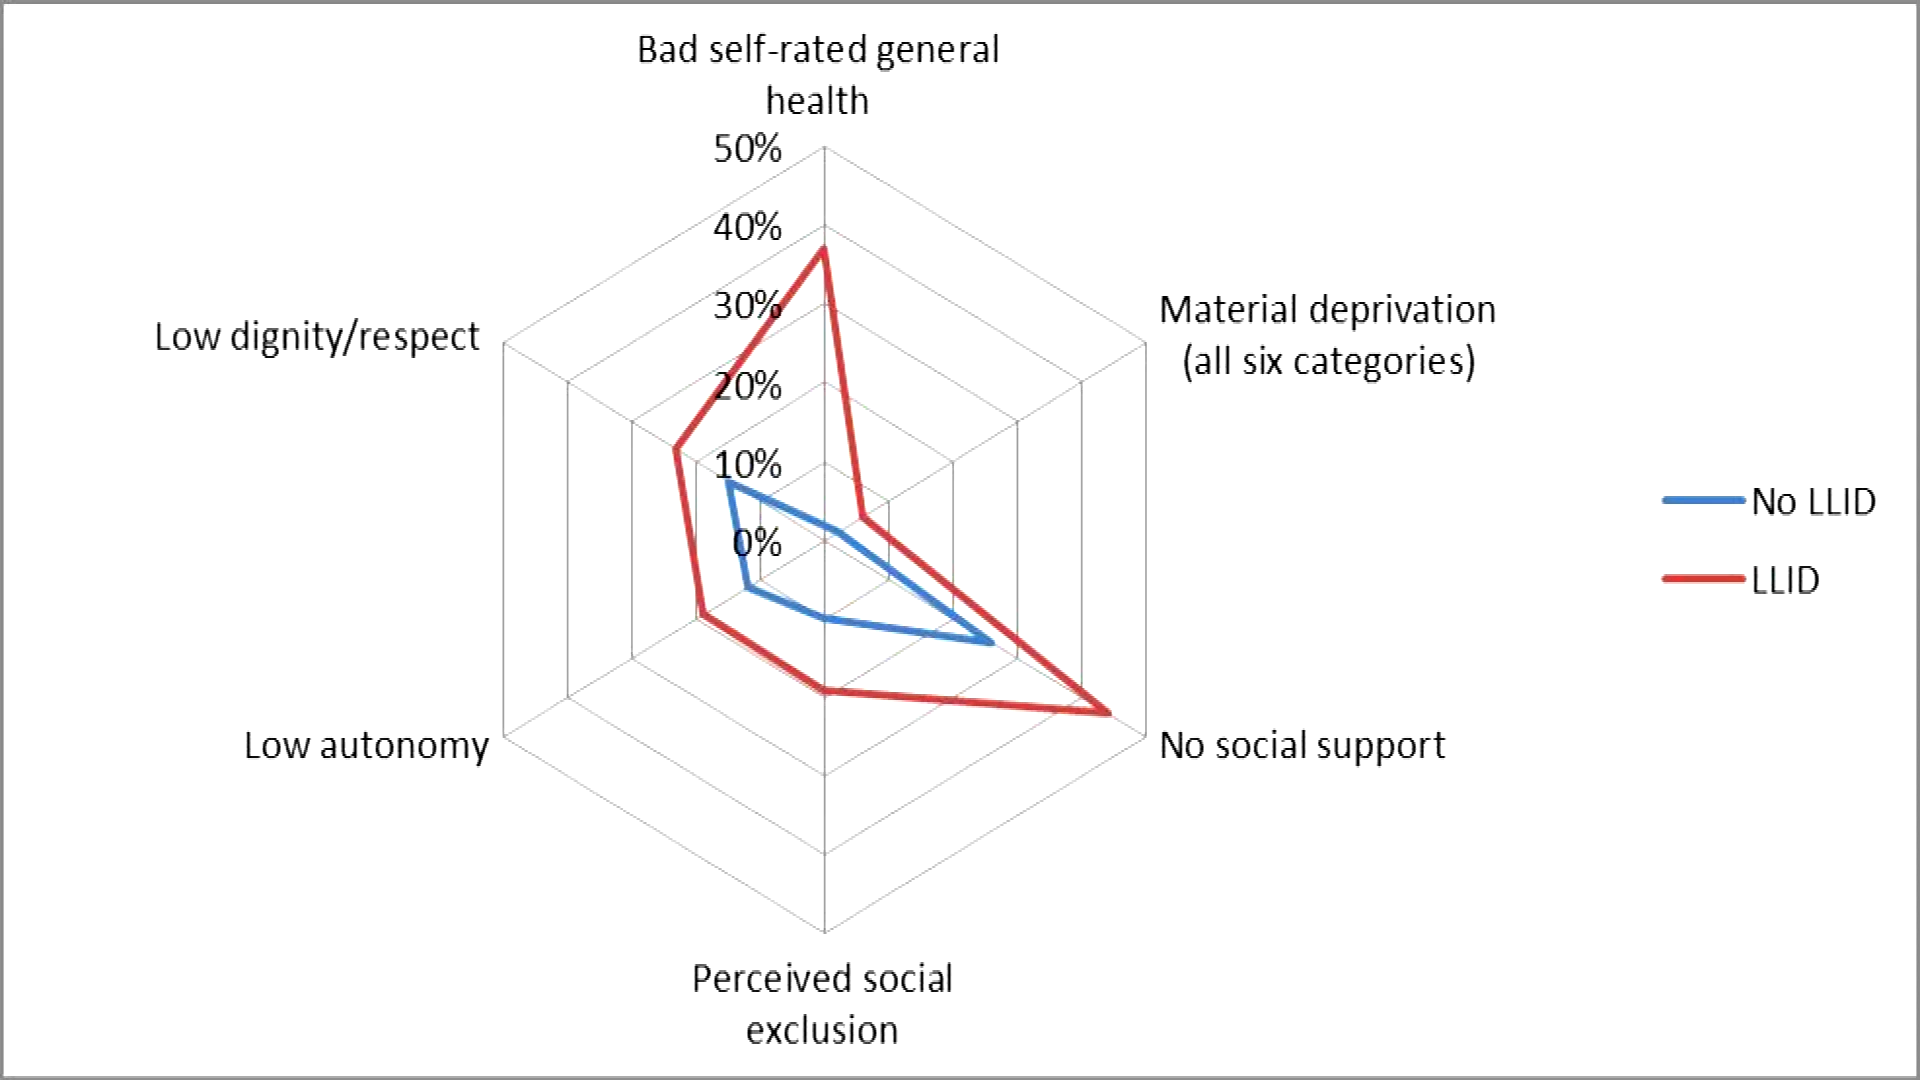 Bad self-rated general
health
50%
40%
30%
20%
10%
0%
Material deprivation
(all six categories)
Low dignity/respect
No LLID
LLID
Low autonomy
No social support
Perceived social
exclusion